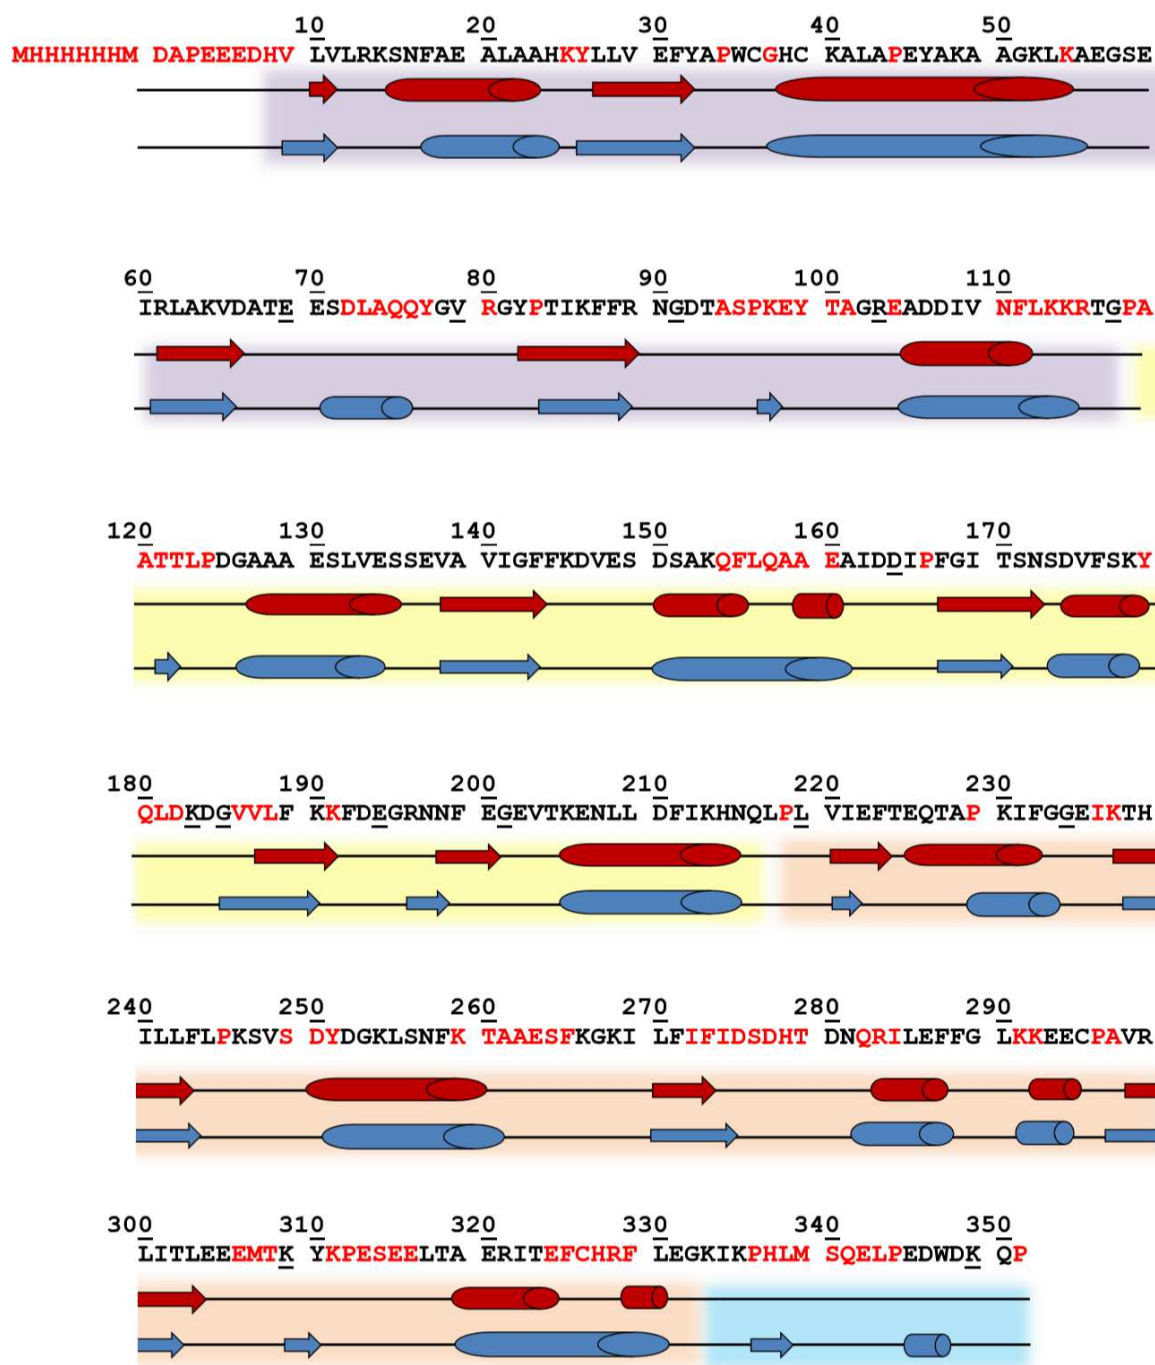 10 20 30 40 50
MHHHHHHM DAPEEEDHV LVLRKSNFAE ALAAHKYLLV EFYAPWCGHC KALAPEYAKA AGKLKAEGSE
60 70 80 90 100 110
IRLAKVDATE ESDLAQQYGV RGYPTIKFFR NGDTASPKEY TAGREADDIV NFLKKRTGPA
120 130 140 150 160 170
ATTLPDGAAA ESLVESSEVA VIGFFKDVES DSAKQFLQAA EAIDDIPFGI TSNSDVFSKY
180 190 200 210 220 230
QLDKDGVVLF KKFDEGRNNF EGEVTKENLL DFIKHNQLPL VIEFTEQTAP KIFGGEIKTH
240 250 260 270 280 290
ILLFLPKSVS DYDGKLSNFK TAAESFKGKI LFIFIDSDHT DNQRILEFFG LKKEECPAVR
300 310 320 330 340 350
LITLEEEMTK YKPESEELTA ERITEFCHRF LEGKIKPHLM SQELPEDWDK QP